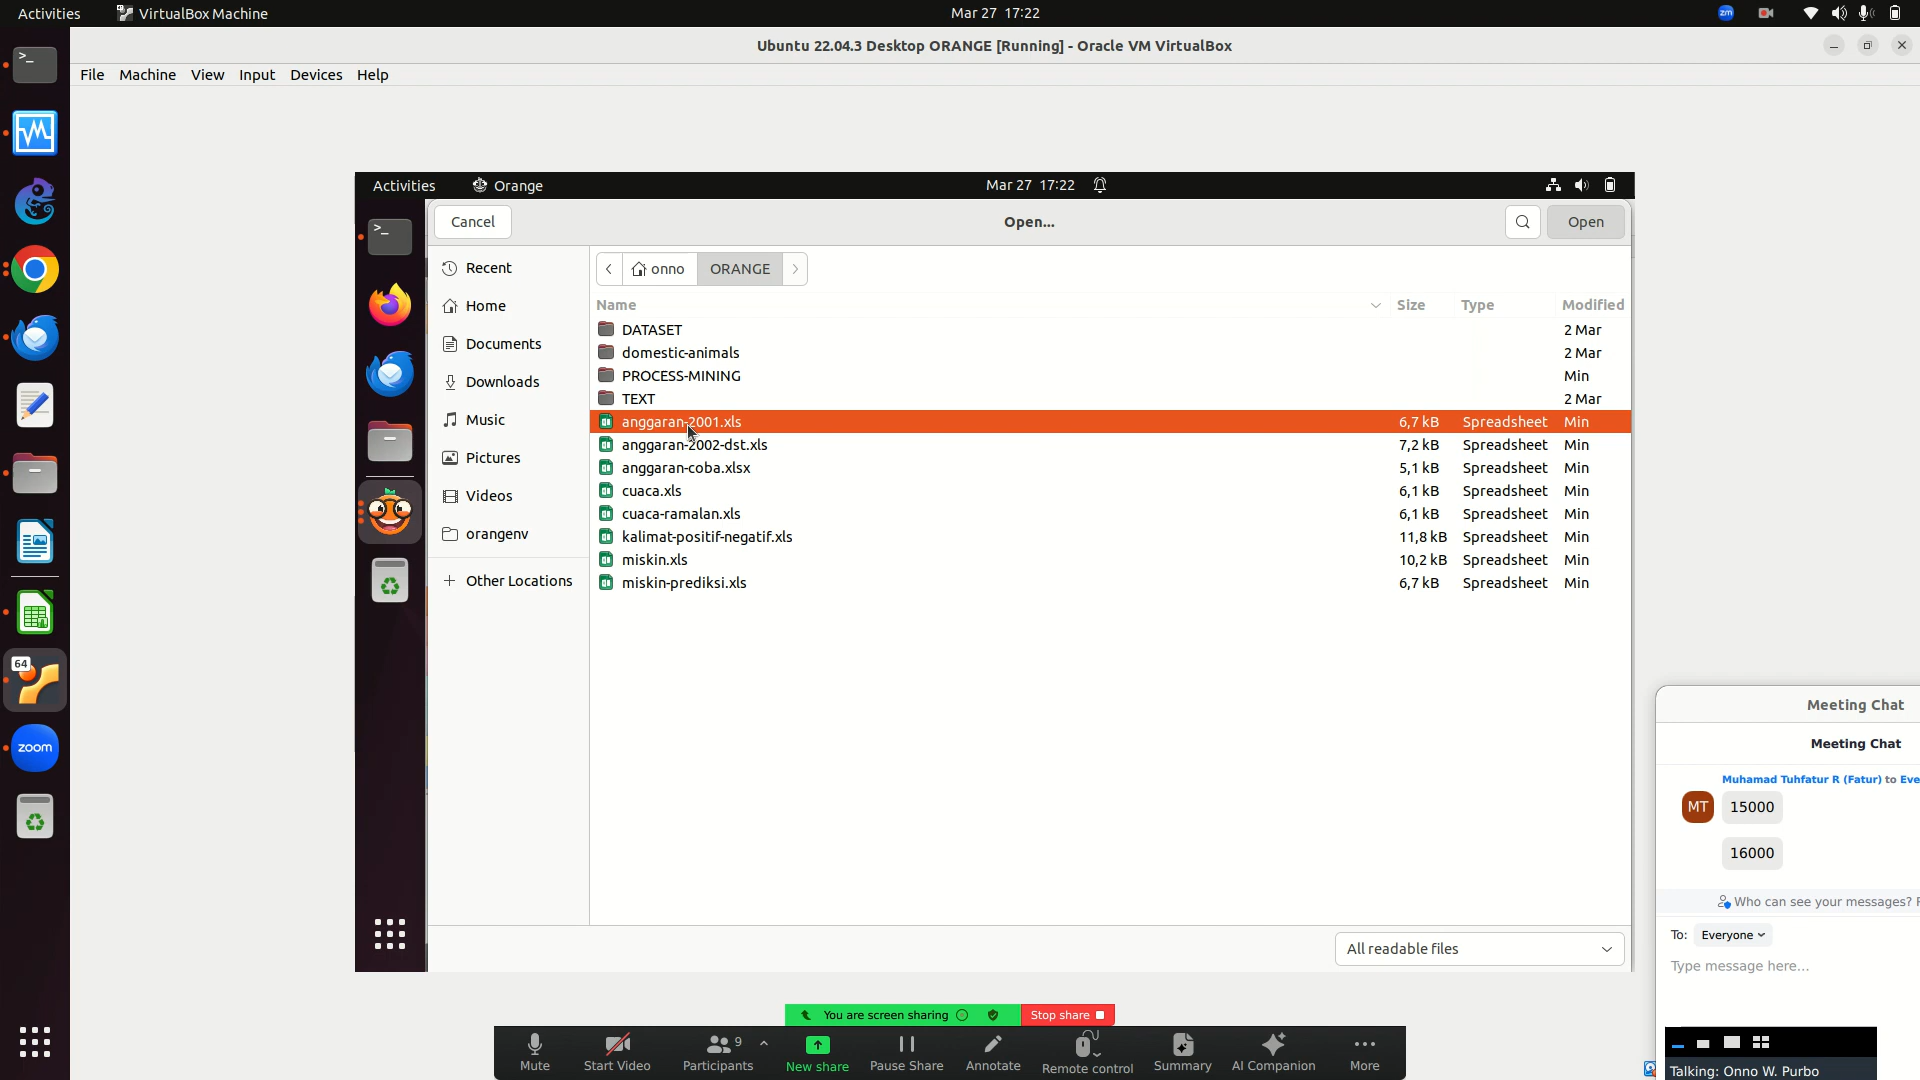 Activities VirtualBox Machine Mar 27 17:22 zm
Ubuntu 22.04.3 Desktop ORANGE [Running] - Oracle VM VirtualBox
File Machine View Input Devices Help
Activities Orange Mar 27 17:22
Cancel Open... Open
Recent
Home
Documents
Downloads
Music
Pictures
Videos
orangenv
Other Locations
onno ORANGE
Name Size Type Modified
DATASET 2 Mar
domestic-animals 2 Mar
PROCESS-MINING Min
TEXT 2 Mar
anggaran-2001.xls 6,7 kB Spreadsheet Min
anggaran-2002-dst.xls 7,2 kB Spreadsheet Min
anggaran-coba.xlsx 5,1 kB Spreadsheet Min
cuaca.xls 6,1 kB Spreadsheet Min
cuaca-ramalan.xls 6,1 kB Spreadsheet Min
kalimat-positif-negatif.xls 11,8 kB Spreadsheet Min
miskin.xls 10,2 kB Spreadsheet Min
miskin-prediksi.xls 6,7 kB Spreadsheet Min
All readable files
64
zoom
Meeting Chat
Meeting Chat
Muhamad Tuhfatur R (Fatur) to Eve
MT 15000
16000
Who can see your messages?
To: Everyone
Type message here...
You are screen sharing Stop share
9
Mute Start Video Participants New share Pause Share Annotate Remote control Summary AI Companion More
Talking: Onno W. Purbo